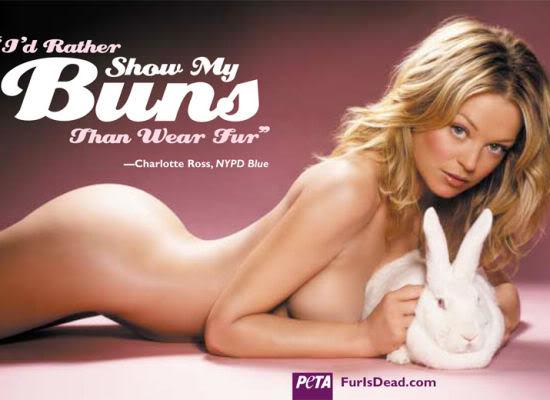 "I'd Rather
Show My
Buns
Than Wear Fur"
—Charlotte Ross, NYPD Blue
PETA FurIsDead.com